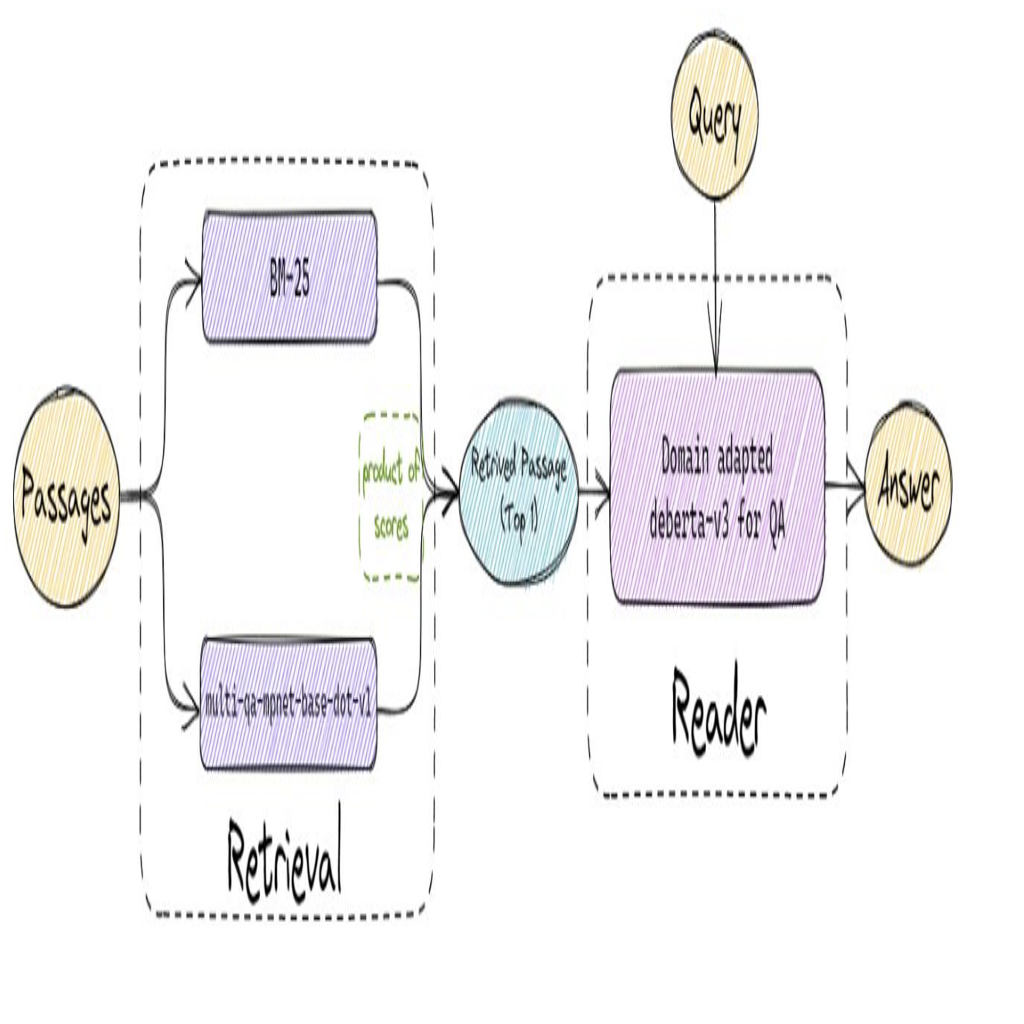 Query
BM-25
Passages
product of
scores
Retrived Passage
(Top 1)
Domain adapted
deberta-v3 for QA
Answer
multi-qa-mpnet-base-dot-v1
Reader
Retrieval